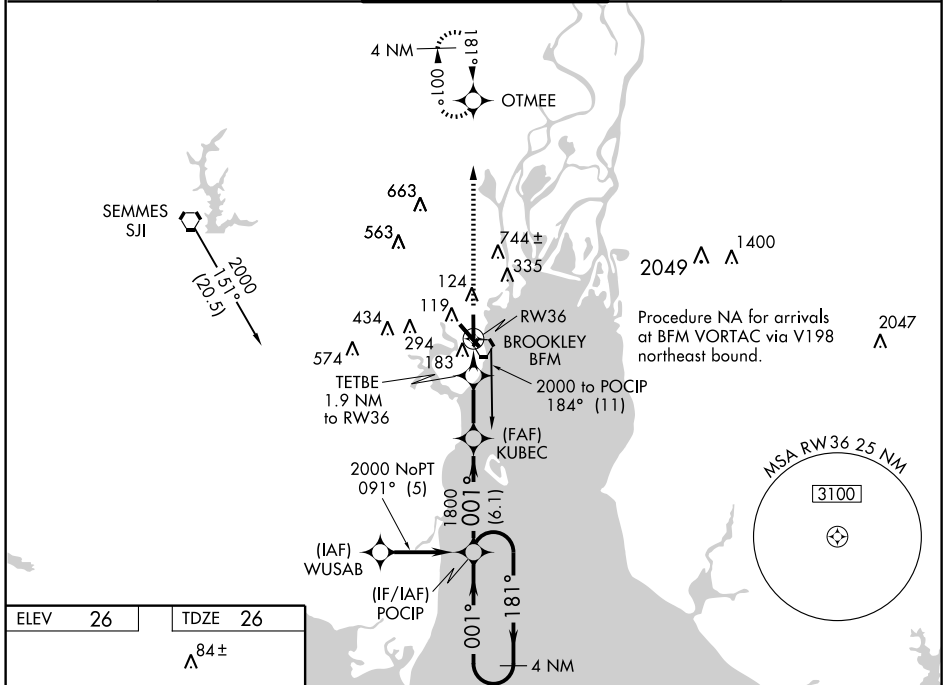 4 NM
181°
001°
OTMEE
SEMMES
SJI
2000
151°
(20.5)
663
563
744 ±
335
124
119
434
294
574
183
2049
1400
2047
RW36
BROOKLEY
BFM
Procedure NA for arrivals
at BFM VORTAC via V198
northeast bound.
TETBE
1.9 NM
to RW36
2000 to POCIP
184° (11)
(FAF)
KUBEC
2000 NoPT
091° (5)
1800
001°
(6.1)
(IAF)
WUSAB
(IF/IAF)
POCIP
001°
181°
4 NM
MSA RW36 25 NM
3100
ELEV 26
TDZE 26
84 ±